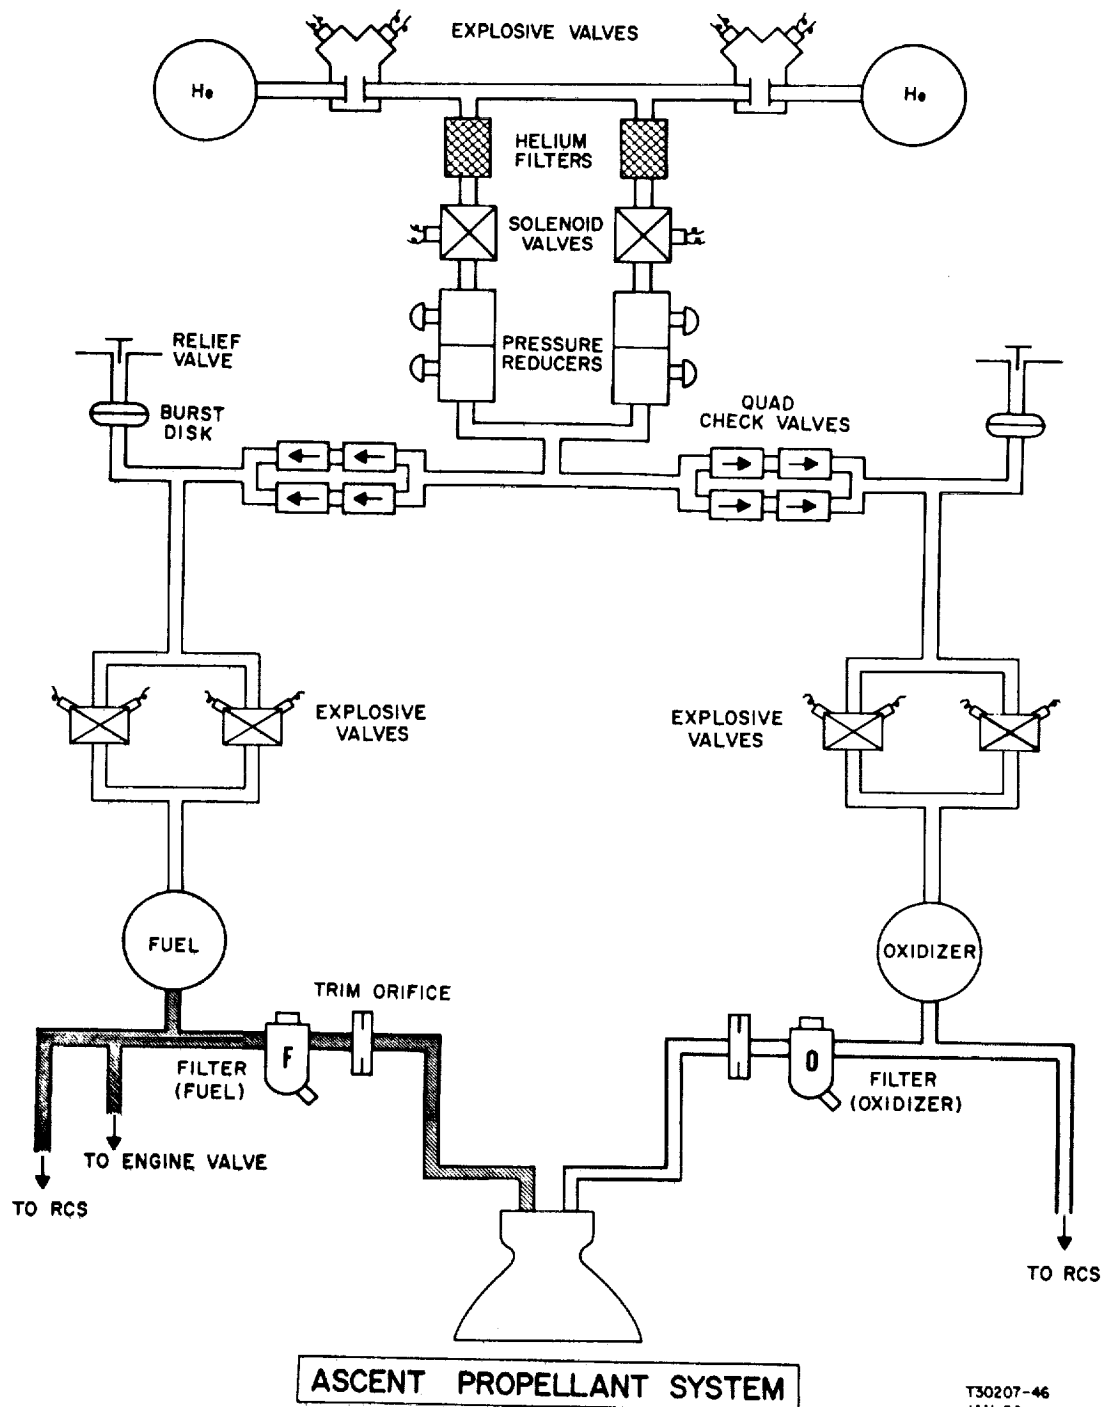 EXPLOSIVE VALVES
He
He
HELIUM
FILTERS
SOLENOID
VALVES
RELIEF
VALVE
PRESSURE
REDUCERS
BURST
DISK
QUAD
CHECK VALVES
EXPLOSIVE
VALVES
EXPLOSIVE
VALVES
FUEL
OXIDIZER
TRIM ORIFICE
F
O
FILTER
(FUEL)
FILTER
(OXIDIZER)
TO ENGINE VALVE
TO RCS
TO RCS
ASCENT PROPELLANT SYSTEM
T30207-46